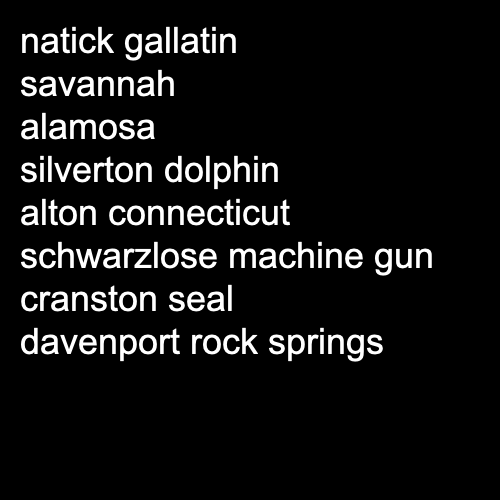 natick gallatin
savannah
alamosa
silverton dolphin
alton connecticut
schwarzlose machine gun
cranston seal
davenport rock springs